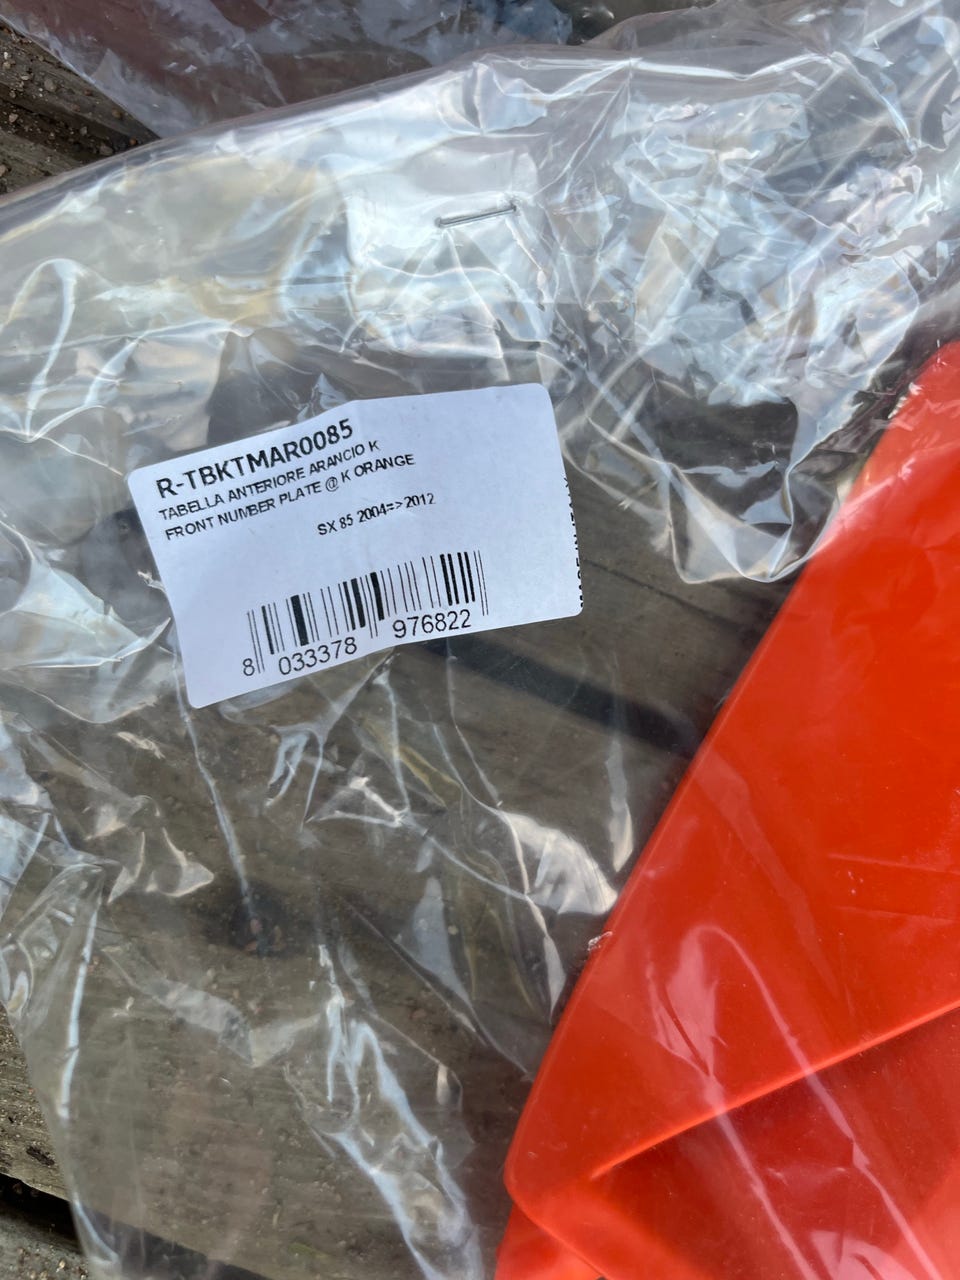 R-TBKTMAR0085
TABELLA ANTERIORE ARANCIO K
FRONT NUMBER PLATE @ K ORANGE
SX 85 2004=>2012
8 033378 976822